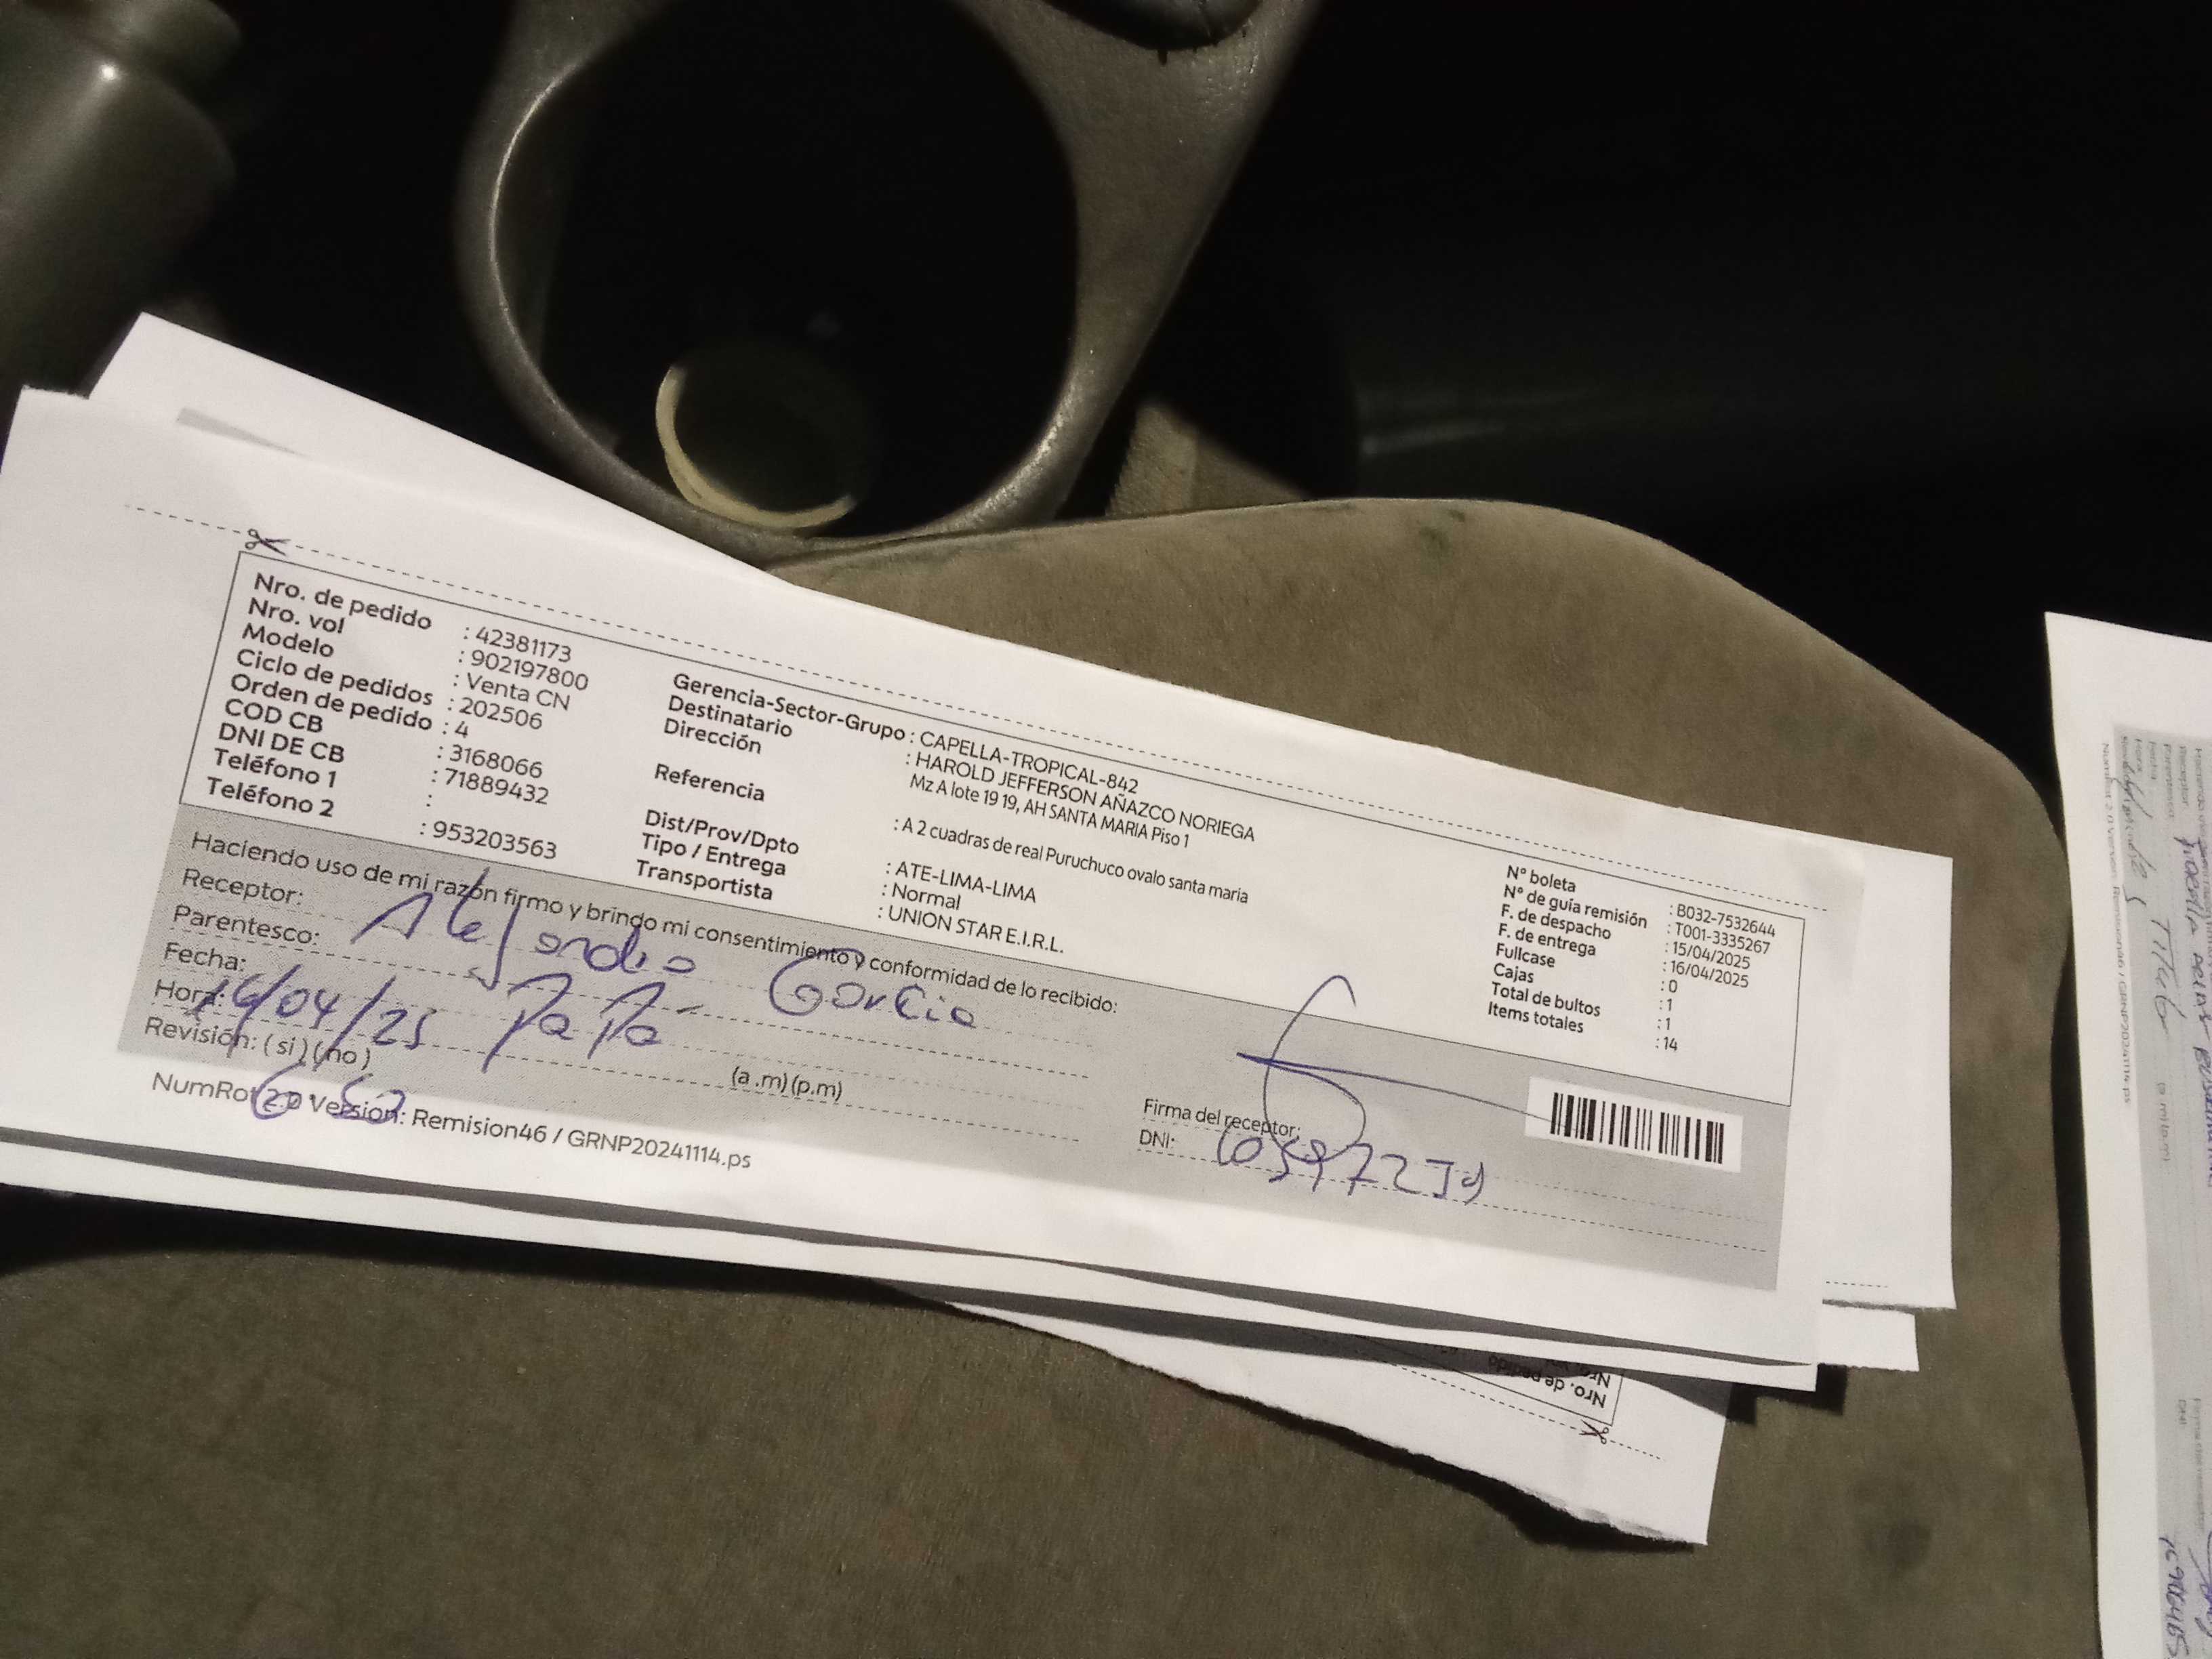 Nro. de pedido : 42381173
Nro. vol : 902197800
Modelo : Venta CN
Ciclo de pedidos : 202506
Orden de pedido : 4
COD CB : 3168066
DNI DE CB : 71889432
Teléfono 1 :
Teléfono 2 : 953203563
Gerencia-Sector-Grupo : CAPELLA-TROPICAL-842
Destinatario : HAROLD JEFFERSON AÑAZCO NORIEGA
Dirección Mz A lote 19 19, AH SANTA MARIA Piso 1
Referencia : A 2 cuadras de real Puruchuco ovalo santa maria
Dist/Prov/Dpto : ATE-LIMA-LIMA
Tipo / Entrega : Normal
Transportista : UNION STAR E.I.R.L.
N° boleta : B032-7532644
N° de guía remisión : T001-3335267
F. de despacho : 15/04/2025
F. de entrega : 16/04/2025
Fullcase : 0
Cajas : 1
Total de bultos : 1
Items totales : 14
Haciendo uso de mi razón firmo y brindo mi consentimiento y conformidad de lo recibido:
Receptor: Alejandro Garcia
Parentesco: PaPa
Fecha: 16/04/25
Hora: (a .m) (p.m)
Revisión: ( si ) ( no )
Firma del receptor:
DNI:
NumRot 2.0 Version: Remision46 / GRNP20241114.ps
Nro. de pedido